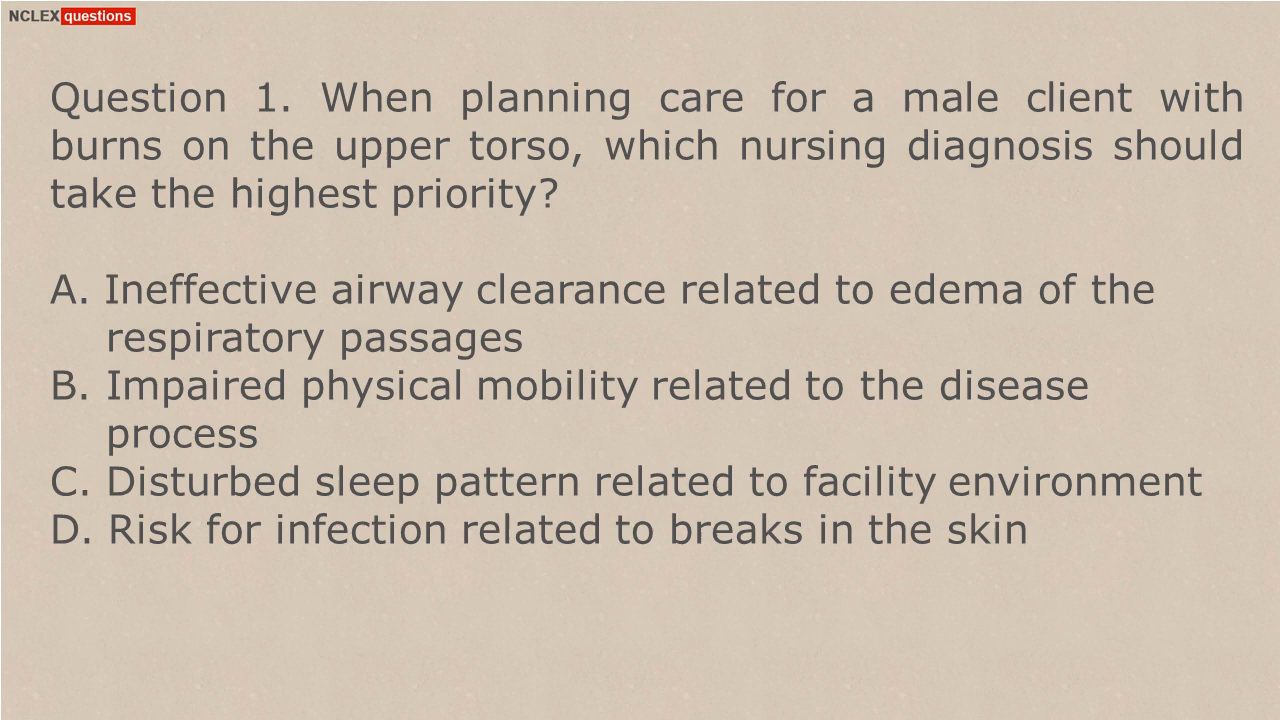 NCLEX questions
Question 1. When planning care for a male client with
burns on the upper torso, which nursing diagnosis should
take the highest priority?
A. Ineffective airway clearance related to edema of the
respiratory passages
B. Impaired physical mobility related to the disease
process
C. Disturbed sleep pattern related to facility environment
D. Risk for infection related to breaks in the skin